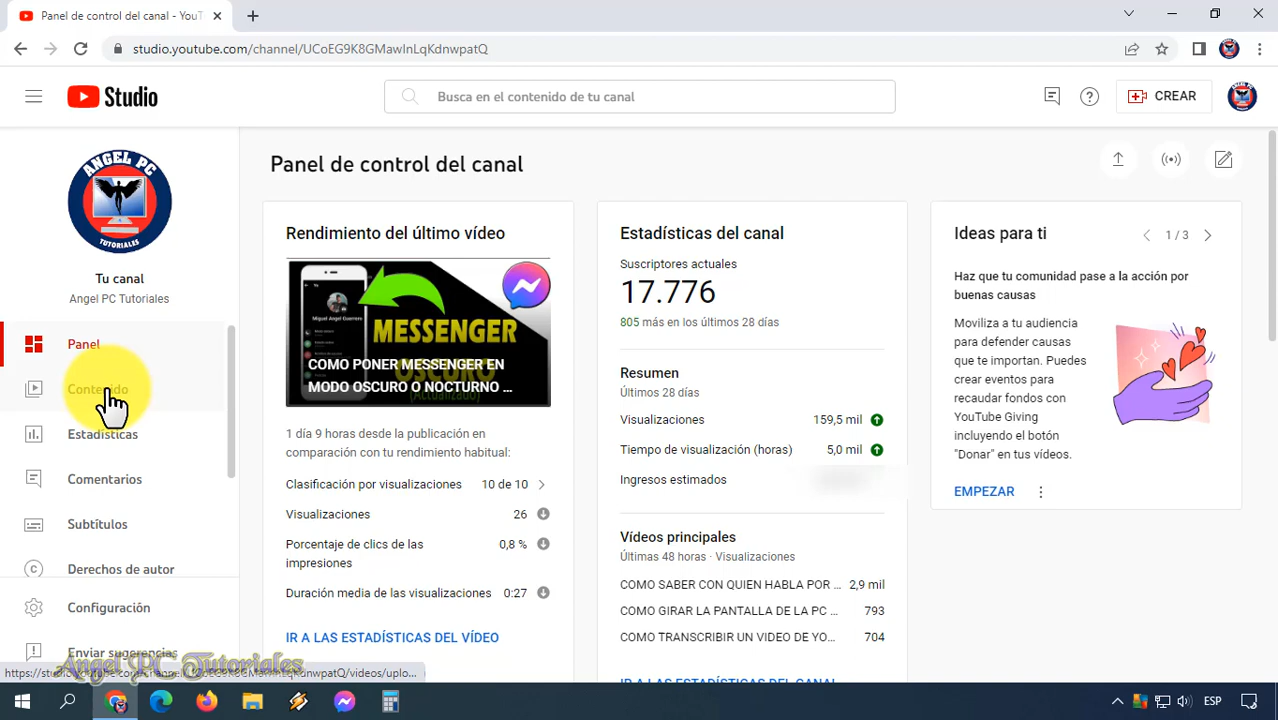 Panel de control del canal - YouT
studio.youtube.com/channel/UCoEG9K8GMawInLqKdnwpatQ
Studio
Busca en el contenido de tu canal
CREAR
ANGEL PC
TUTORIALES
Tu canal
Angel PC Tutoriales
Panel
Contenido
Estadísticas
Comentarios
Subtítulos
Derechos de autor
Configuración
Enviar sugerencias
Panel de control del canal
Rendimiento del último vídeo
MESSENGER
OSCURO
(Actualizado)
COMO PONER MESSENGER EN
MODO OSCURO O NOCTURNO ...
1 día 9 horas desde la publicación en
comparación con tu rendimiento habitual:
Clasificación por visualizaciones 10 de 10
Visualizaciones 26
Porcentaje de clics de las
impresiones 0,8 %
Duración media de las visualizaciones 0:27
IR A LAS ESTADÍSTICAS DEL VÍDEO
Estadísticas del canal
Suscriptores actuales
17.776
805 más en los últimos 28 días
Resumen
Últimos 28 días
Visualizaciones 159,5 mil
Tiempo de visualización (horas) 5,0 mil
Ingresos estimados
Vídeos principales
Últimas 48 horas · Visualizaciones
COMO SABER CON QUIEN HABLA POR ... 2,9 mil
COMO GIRAR LA PANTALLA DE LA PC ... 793
COMO TRANSCRIBIR UN VIDEO DE YO... 704
IR A LAS ESTADÍSTICAS DEL CANAL
Ideas para ti
1 / 3
Haz que tu comunidad pase a la acción por
buenas causas
Moviliza a tu audiencia
para defender causas
que te importan. Puedes
crear eventos para
recaudar fondos con
YouTube Giving
incluyendo el botón
"Donar" en tus vídeos.
EMPEZAR
Angel PC Tutoriales
ESP